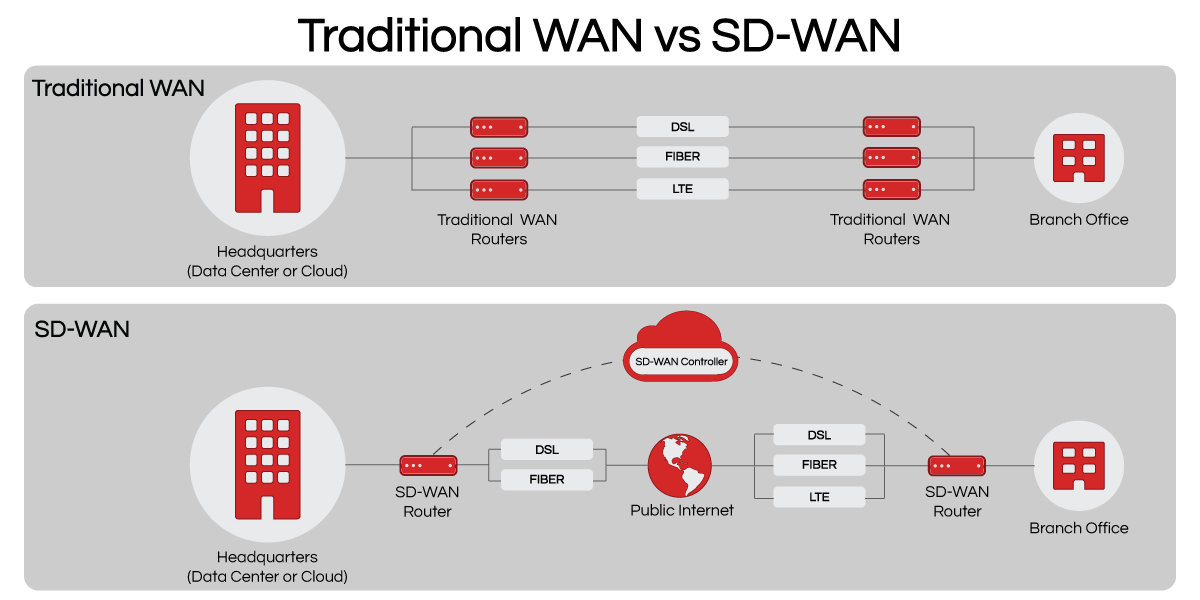 Traditional WAN vs SD-WAN
Traditional WAN
DSL
FIBER
LTE
Traditional WAN
Routers
Traditional WAN
Routers
Branch Office
Headquarters
(Data Center or Cloud)
SD-WAN
SD-WAN Controller
DSL
FIBER
DSL
FIBER
LTE
SD-WAN
Router
Public Internet
SD-WAN
Router
Branch Office
Headquarters
(Data Center or Cloud)